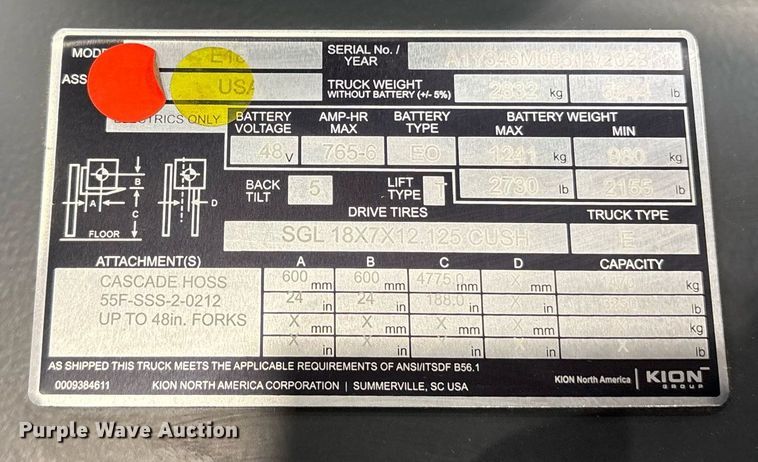 MODE
SERIAL No. / YEAR
ASS
USA
TRUCK WEIGHT
WITHOUT BATTERY (+/- 5%)
kg
lb
ELECTRICS ONLY
BATTERY VOLTAGE
AMP-HR MAX
BATTERY TYPE
BATTERY WEIGHT
MAX
MIN
48 V
765-6
EO
1241 kg
980 kg
2730 lb
2155 lb
BACK TILT
5
LIFT TYPE
T
A
B
C
D
FLOOR
DRIVE TIRES
TRUCK TYPE
SGL 18X7X12.125 CUSH
E
ATTACHMENT(S)
A
B
C
D
CAPACITY
CASCADE HOSS
55F-SSS-2-0212
UP TO 48in. FORKS
600 mm
600 mm
4775.0 mm
X mm
kg
24 in
24 in
188.0 in
X in
lb
X mm
X mm
X mm
X mm
X kg
X in
X in
X in
X in
X lb
AS SHIPPED THIS TRUCK MEETS THE APPLICABLE REQUIREMENTS OF ANSI/ITSDF B56.1
0009384611
KION NORTH AMERICA CORPORATION | SUMMERVILLE, SC USA
KION North America
KION
GROUP
Purple Wave Auction